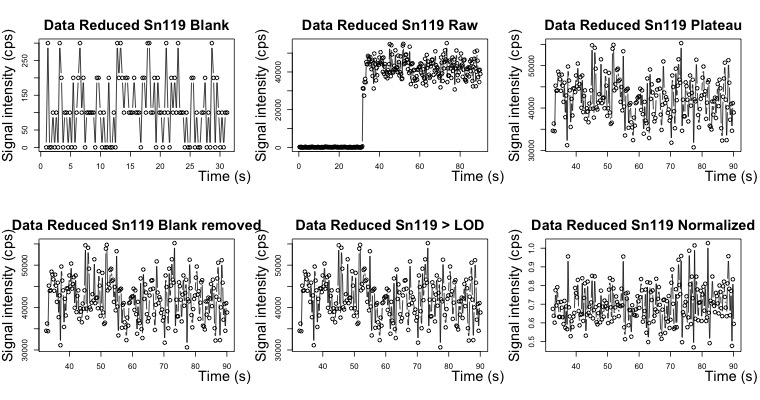 Data Reduced Sn119 Blank
Signal intensity (cps)
0 50 150 250
0 5 10 15 20 25 30
Time (s)
Data Reduced Sn119 Raw
Signal intensity (cps)
0 20000 40000
0 20 40 60 80
Time (s)
Data Reduced Sn119 Plateau
Signal intensity (cps)
30000 40000 50000
40 50 60 70 80 90
Time (s)
Data Reduced Sn119 Blank removed
Signal intensity (cps)
30000 40000 50000
40 50 60 70 80 90
Time (s)
Data Reduced Sn119 > LOD
Signal intensity (cps)
30000 40000 50000
40 50 60 70 80 90
Time (s)
Data Reduced Sn119 Normalized
Signal intensity (cps)
0.5 0.6 0.7 0.8 0.9 1.0
40 50 60 70 80 90
Time (s)